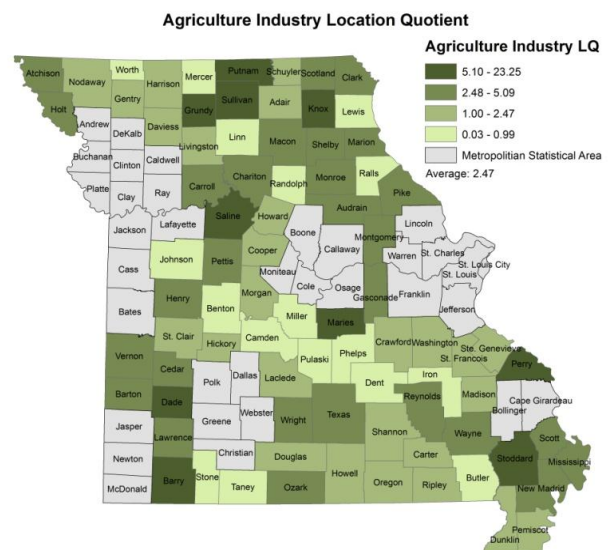 Agriculture Industry Location Quotient
Agriculture Industry LQ
5.10 - 23.25
2.48 - 5.09
1.00 - 2.47
0.03 - 0.99
Metropolitian Statistical Area
Average: 2.47
Atchison
Nodaway
Worth
Harrison
Mercer
Putnam
Schuyler
Scotland
Clark
Holt
Gentry
Andrew
DeKalb
Daviess
Grundy
Sullivan
Adair
Knox
Lewis
Buchanan
Clinton
Caldwell
Livingston
Linn
Macon
Shelby
Marion
Platte
Clay
Ray
Carroll
Chariton
Randolph
Monroe
Ralls
Pike
Jackson
Lafayette
Saline
Howard
Boone
Audrain
Callaway
Montgomery
Lincoln
Warren
St. Charles
St. Louis City
St. Louis
Cass
Johnson
Pettis
Cooper
Moniteau
Cole
Osage
Gasconade
Franklin
Jefferson
Bates
Henry
Benton
Morgan
Miller
Maries
Vernon
St. Clair
Hickory
Camden
Pulaski
Phelps
Crawford
Washington
Ste. Genevieve
St. Francois
Perry
Barton
Cedar
Polk
Dallas
Laclede
Dent
Iron
Reynolds
Madison
Bollinger
Cape Girardeau
Jasper
Dade
Greene
Webster
Wright
Texas
Shannon
Wayne
Scott
Newton
Lawrence
Christian
Douglas
Howell
Carter
Stoddard
Mississippi
McDonald
Barry
Stone
Taney
Ozark
Oregon
Ripley
Butler
New Madrid
Pemiscot
Dunklin